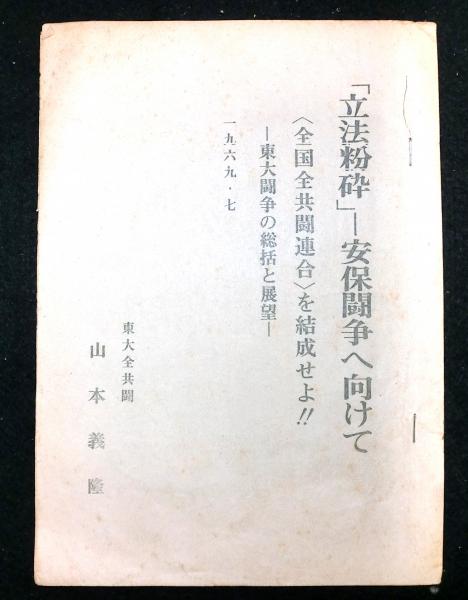 「立法粉砕」―安保闘争へ向けて
〈全国全共闘連合〉を結成せよ!!
―東大闘争の総括と展望―
一九六九・七
東大全共闘
山本義隆